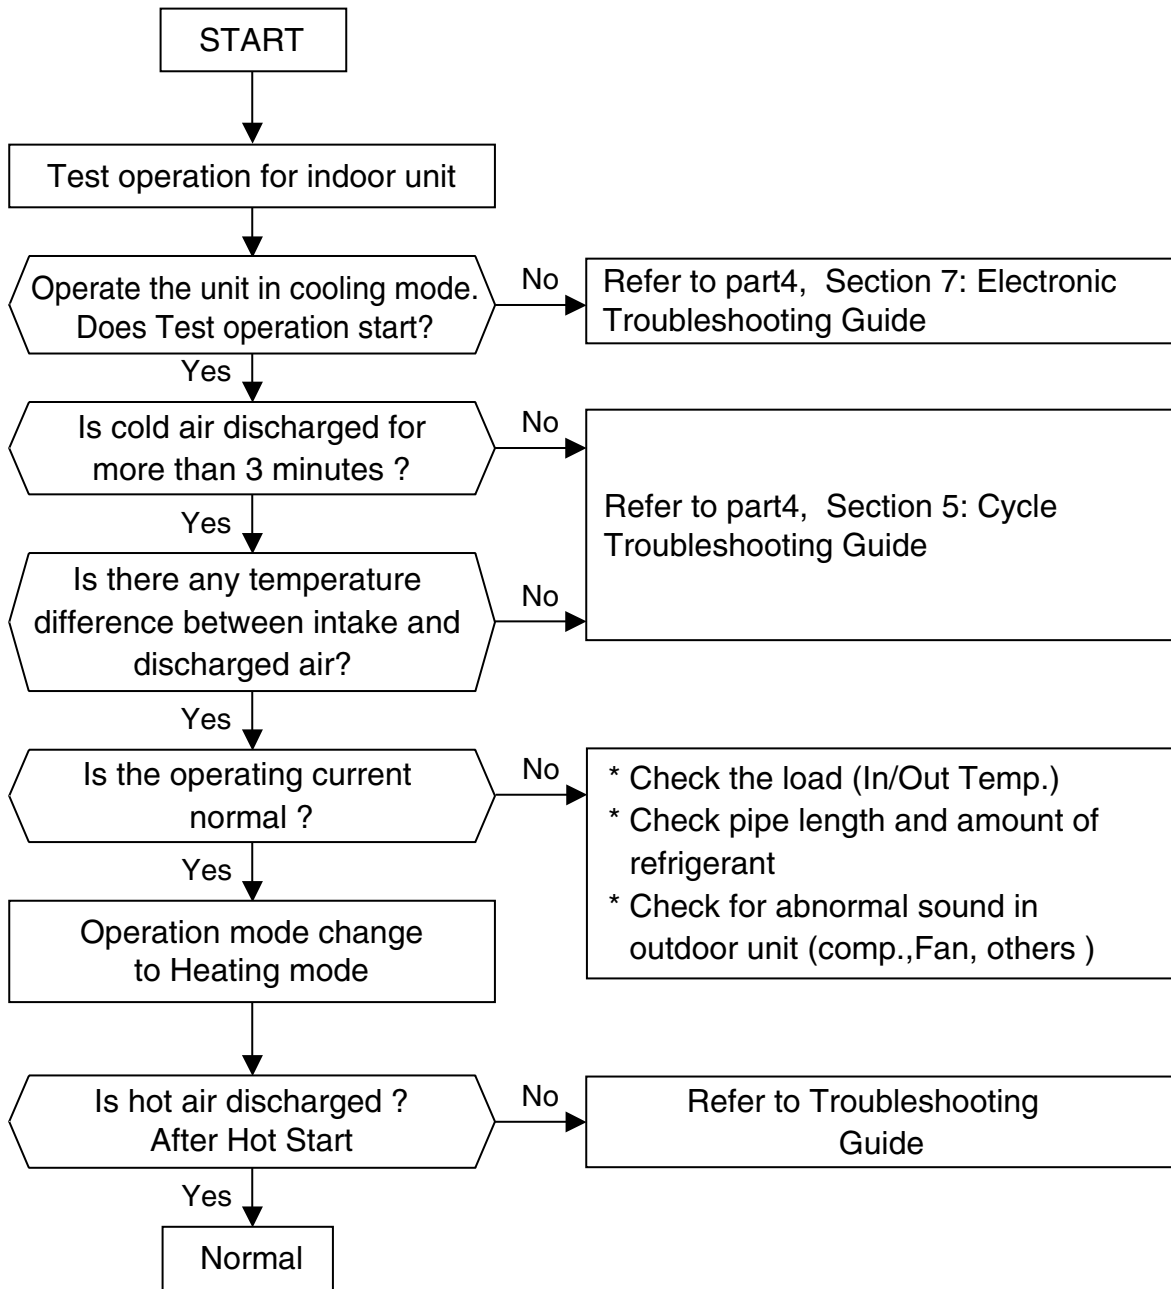 START
Test operation for indoor unit
Operate the unit in cooling mode.
Does Test operation start?
No
Refer to part4, Section 7: Electronic
Troubleshooting Guide
Yes
Is cold air discharged for
more than 3 minutes ?
No
Refer to part4, Section 5: Cycle
Troubleshooting Guide
Yes
Is there any temperature
difference between intake and
discharged air?
No
Yes
Is the operating current
normal ?
No
* Check the load (In/Out Temp.)
* Check pipe length and amount of
refrigerant
* Check for abnormal sound in
outdoor unit (comp.,Fan, others )
Yes
Operation mode change
to Heating mode
Is hot air discharged ?
After Hot Start
No
Refer to Troubleshooting
Guide
Yes
Normal